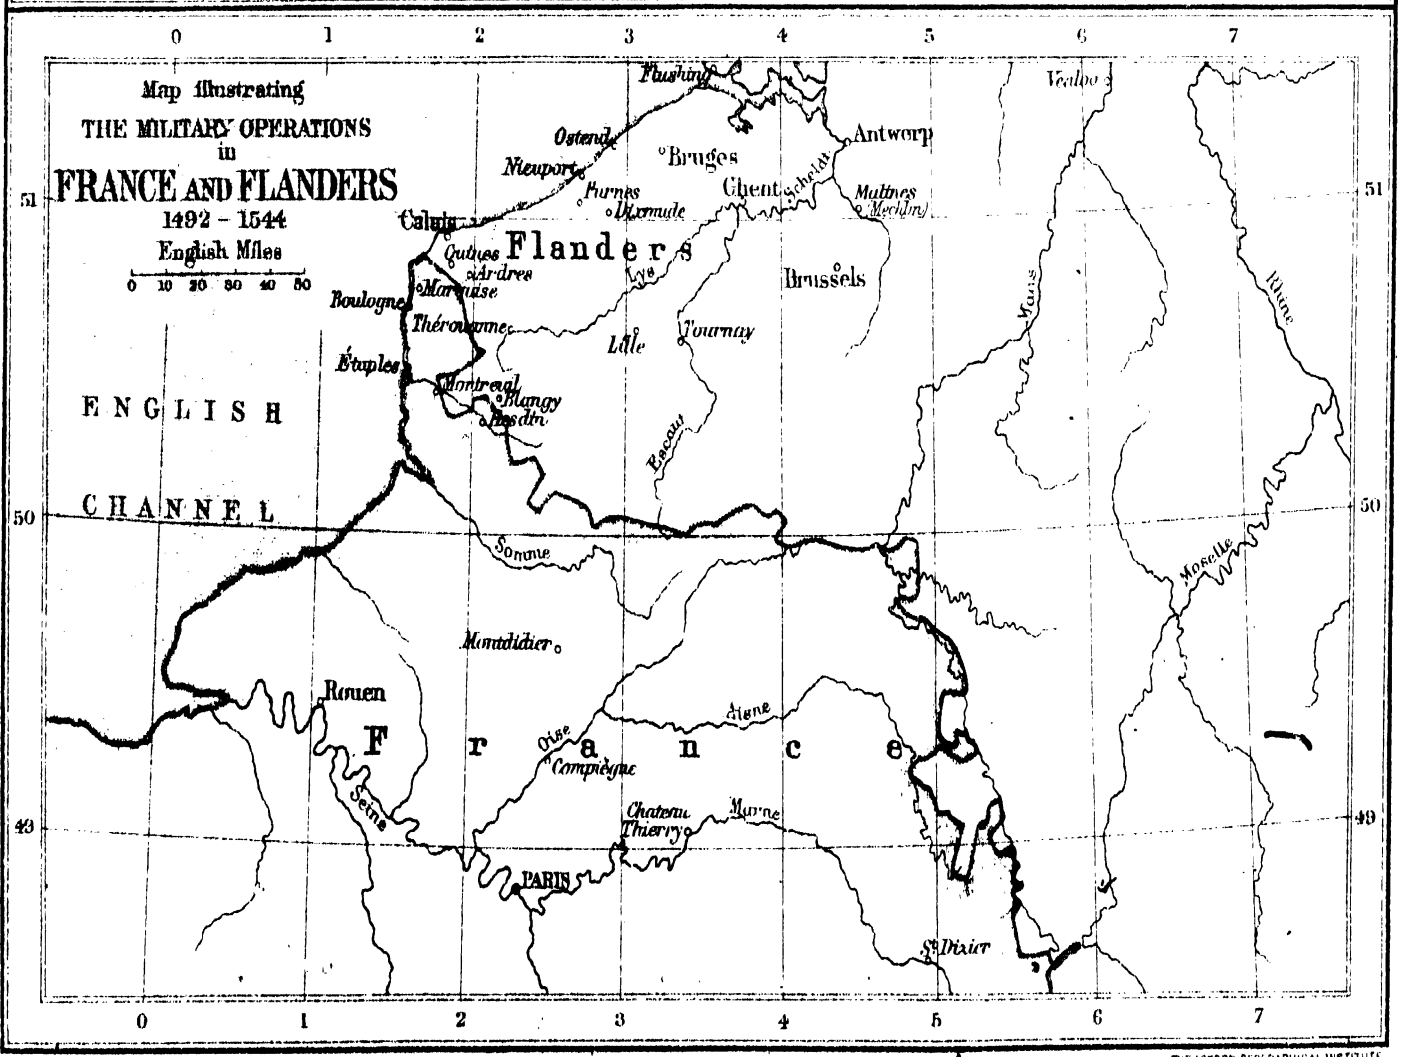 0 1 2 3 4 5 6 7
Map illustrating
THE MILITARY OPERATIONS
in
FRANCE AND FLANDERS
1492 - 1544
English Miles
0 10 20 30 40 50
51
51
50
50
49
49
Flushing
Venloo
Ostend
Antwerp
Nieuport
Bruges
Furnes
Dixmude
Ghent
Scheldt
Malines
(Mechlin)
Calais
Guînes
Flanders
Ardres
Lys
Brussels
Marquise
Boulogne
Thérouanne
Lille
Tournay
Maas
Rhine
Étaples
Montreuil
Blangy
Hesdin
ENGLISH
CHANNEL
Escaut
Somme
Moselle
Montdidier
Rouen
France
Aisne
Oise
Compiègne
Seine
Chateau
Thierry
Marne
PARIS
St. Dizier
0 1 2 3 4 5 6 7